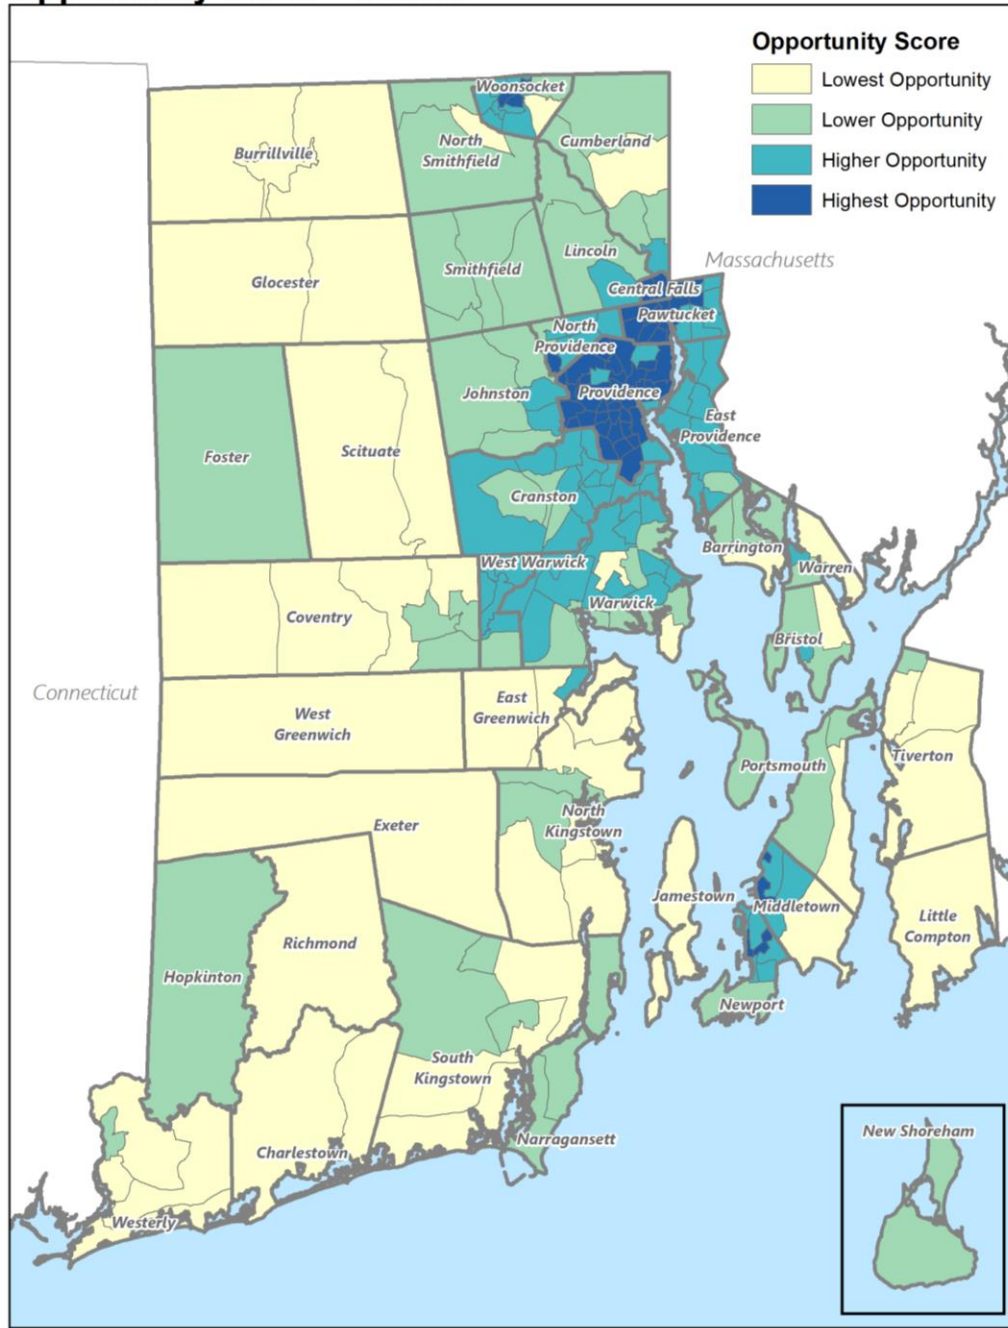 Opportunity Score
Lowest Opportunity
Lower Opportunity
Higher Opportunity
Highest Opportunity
Woonsocket
Burrillville
North
Smithfield
Cumberland
Massachusetts
Lincoln
Smithfield
Glocester
Central Falls
Pawtucket
North
Providence
Johnston
Providence
East
Providence
Foster
Scituate
Cranston
Barrington
West Warwick
Warren
Warwick
Coventry
Bristol
Connecticut
West
Greenwich
East
Greenwich
Tiverton
Portsmouth
North
Kingstown
Exeter
Jamestown
Middletown
Little
Compton
Richmond
Hopkinton
Newport
South
Kingstown
New Shoreham
Narragansett
Charlestown
Westerly